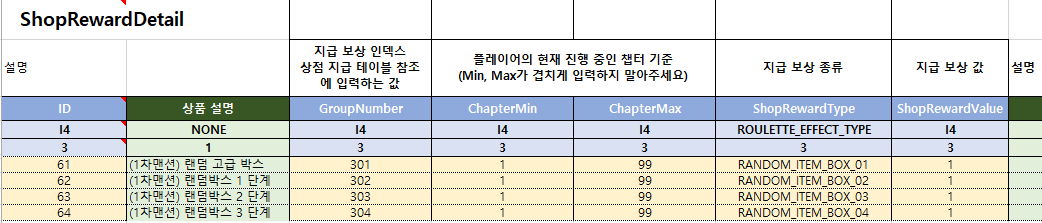 ShopRewardDetail
설명
지급 보상 인덱스
상점 지급 테이블 참조
에 입력하는 값
플레이어의 현재 진행 중인 챕터 기준
(Min, Max가 겹치게 입력하지 말아주세요)
지급 보상 종류
지급 보상 값
설명
ID 상품 설명 GroupNumber ChapterMin ChapterMax ShopRewardType ShopRewardValue
I4 NONE I4 I4 I4 ROULETTE_EFFECT_TYPE I4
3 1 3 3 3 3 3
61 (1차맨션) 랜덤 고급 박스 301 1 99 RANDOM_ITEM_BOX_01 1
62 (1차맨션) 랜덤박스 1 단계 302 1 99 RANDOM_ITEM_BOX_02 1
63 (1차맨션) 랜덤박스 2 단계 303 1 99 RANDOM_ITEM_BOX_03 1
64 (1차맨션) 랜덤박스 3 단계 304 1 99 RANDOM_ITEM_BOX_04 1